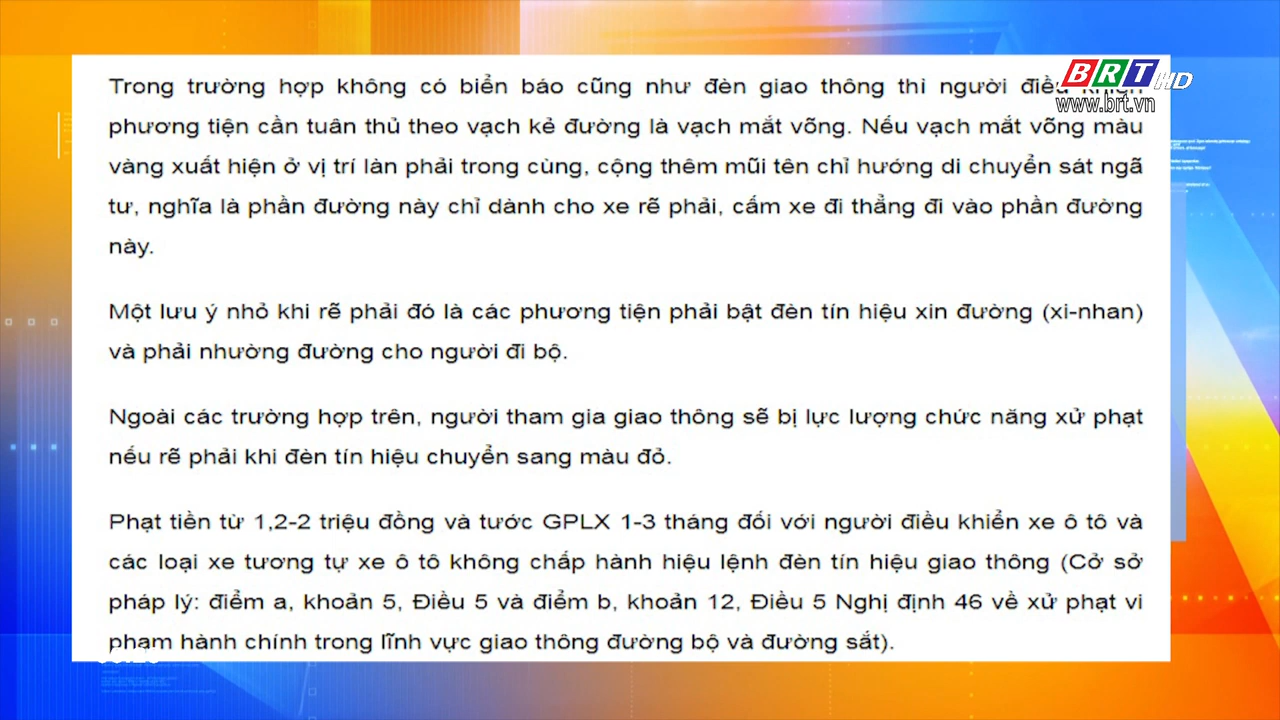 Trong trường hợp không có biển báo cũng như đèn giao thông thì người điều khiển
BRT HD
www.brt.vn
phương tiện cần tuân thủ theo vạch kẻ đường là vạch mắt võng. Nếu vạch mắt võng màu
vàng xuất hiện ở vị trí làn phải trong cùng, cộng thêm mũi tên chỉ hướng di chuyển sát ngã
tư, nghĩa là phần đường này chỉ dành cho xe rẽ phải, cấm xe đi thẳng đi vào phần đường
này.
Một lưu ý nhỏ khi rẽ phải đó là các phương tiện phải bật đèn tín hiệu xin đường (xi-nhan)
và phải nhường đường cho người đi bộ.
Ngoài các trường hợp trên, người tham gia giao thông sẽ bị lực lượng chức năng xử phạt
nếu rẽ phải khi đèn tín hiệu chuyển sang màu đỏ.
Phạt tiền từ 1,2-2 triệu đồng và tước GPLX 1-3 tháng đối với người điều khiển xe ô tô và
các loại xe tương tự xe ô tô không chấp hành hiệu lệnh đèn tín hiệu giao thông (Cở sở
pháp lý: điểm a, khoản 5, Điều 5 và điểm b, khoản 12, Điều 5 Nghị định 46 về xử phạt vi
phạm hành chính trong lĩnh vực giao thông đường bộ và đường sắt).